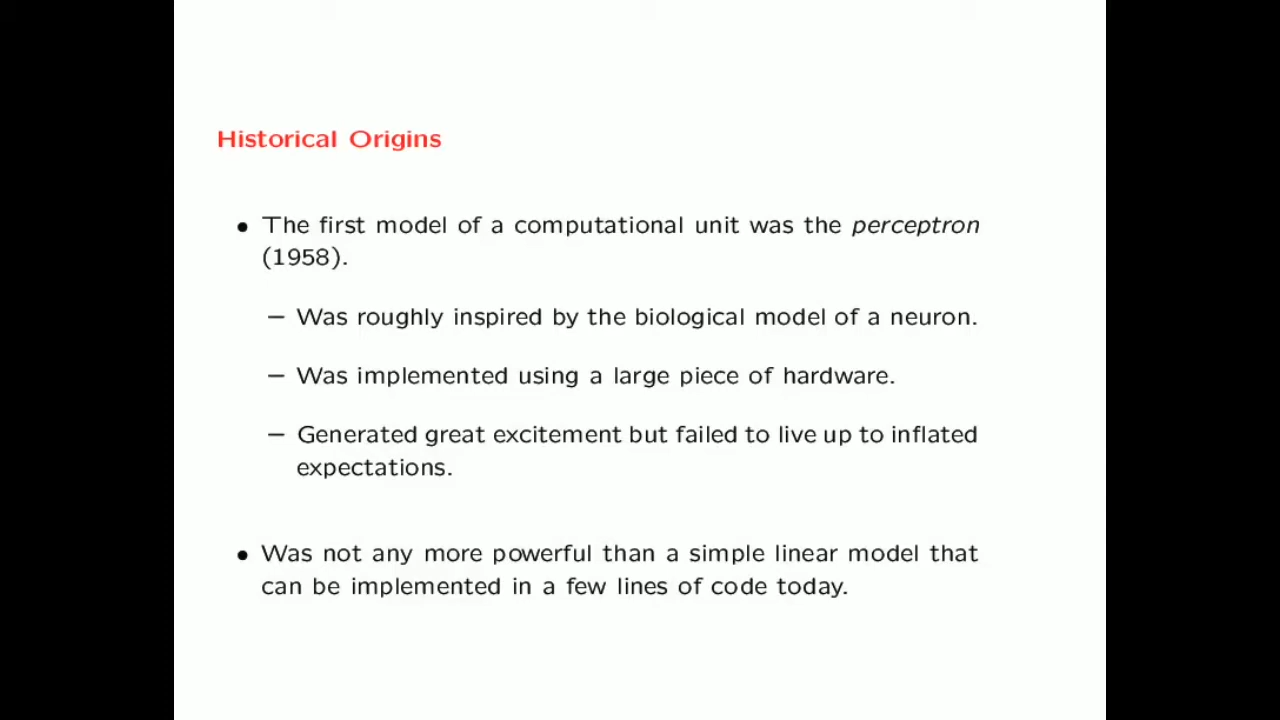 Historical Origins
• The first model of a computational unit was the perceptron
(1958).
– Was roughly inspired by the biological model of a neuron.
– Was implemented using a large piece of hardware.
– Generated great excitement but failed to live up to inflated
expectations.
• Was not any more powerful than a simple linear model that
can be implemented in a few lines of code today.